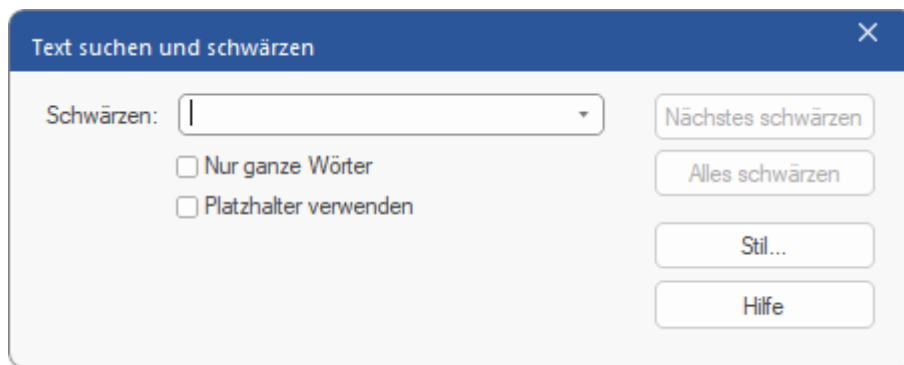 Text suchen und schwärzen
Schwärzen:
Nächstes schwärzen
Nur ganze Wörter
Alles schwärzen
Platzhalter verwenden
Stil...
Hilfe